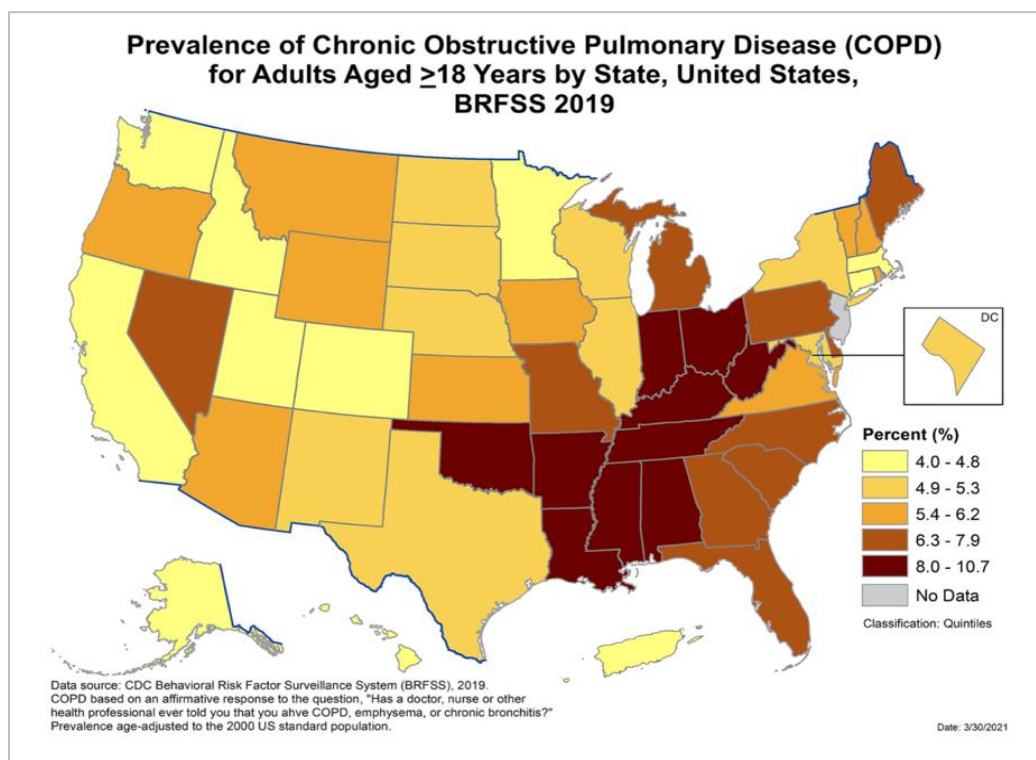 Prevalence of Chronic Obstructive Pulmonary Disease (COPD)
for Adults Aged >18 Years by State, United States,
BRFSS 2019
DC
Percent (%)
4.0 - 4.8
4.9 - 5.3
5.4 - 6.2
6.3 - 7.9
8.0 - 10.7
No Data
Classification: Quintiles
Data source: CDC Behavioral Risk Factor Surveillance System (BRFSS), 2019.
COPD based on an affirmative response to the question, "Has a doctor, nurse or other
health professional ever told you that you ahve COPD, emphysema, or chronic bronchitis?"
Prevalence age-adjusted to the 2000 US standard population.
Date: 3/30/2021